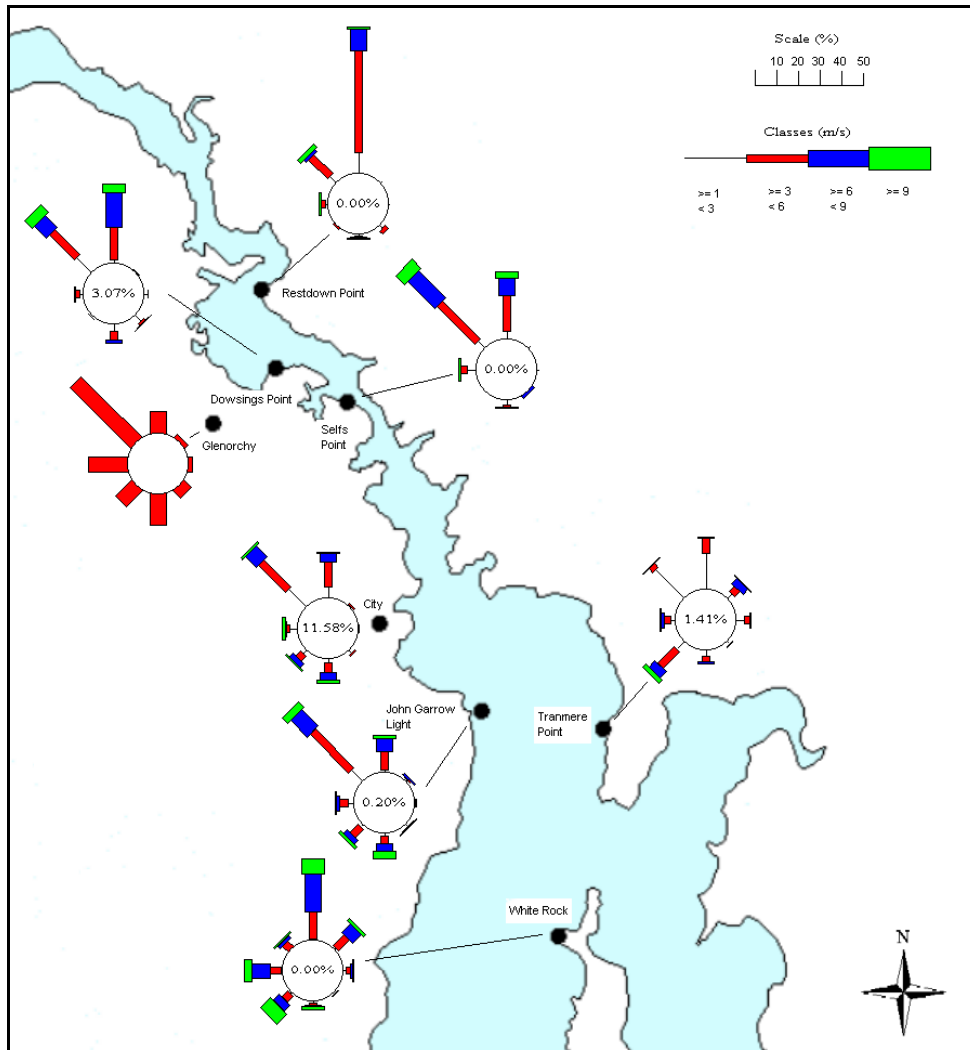 Scale (%)
10 20 30 40 50
Classes (m/s)
>= 1 >= 3 >= 6 >= 9
< 3 < 6 < 9
0.00%
Restdown Point
3.07%
0.00%
Dowsings Point
Selfs
Point
Glenorchy
City
11.58%
1.41%
John Garrow
Light
Tranmere
Point
0.20%
White Rock
0.00%
N